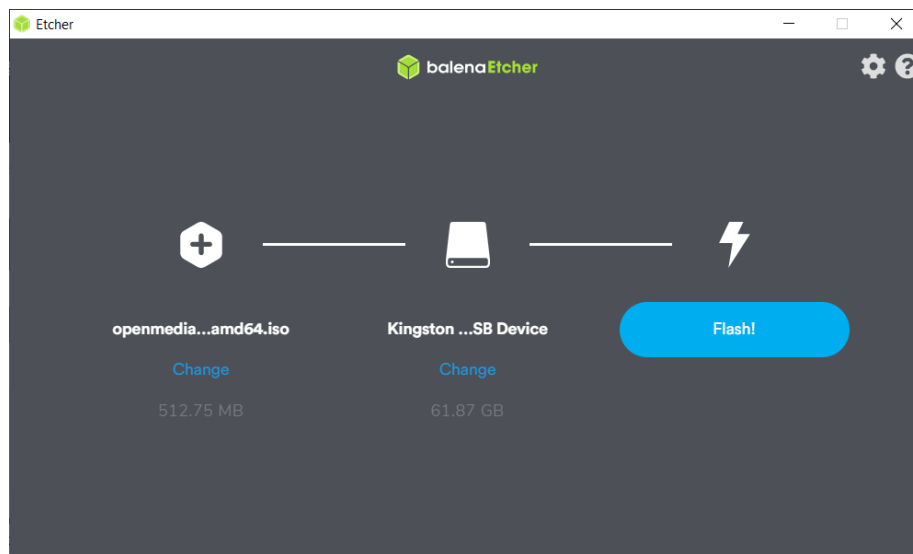 Etcher
balenaEtcher
openmedia...amd64.iso
Kingston ...SB Device
Flash!
Change
Change
512.75 MB
61.87 GB